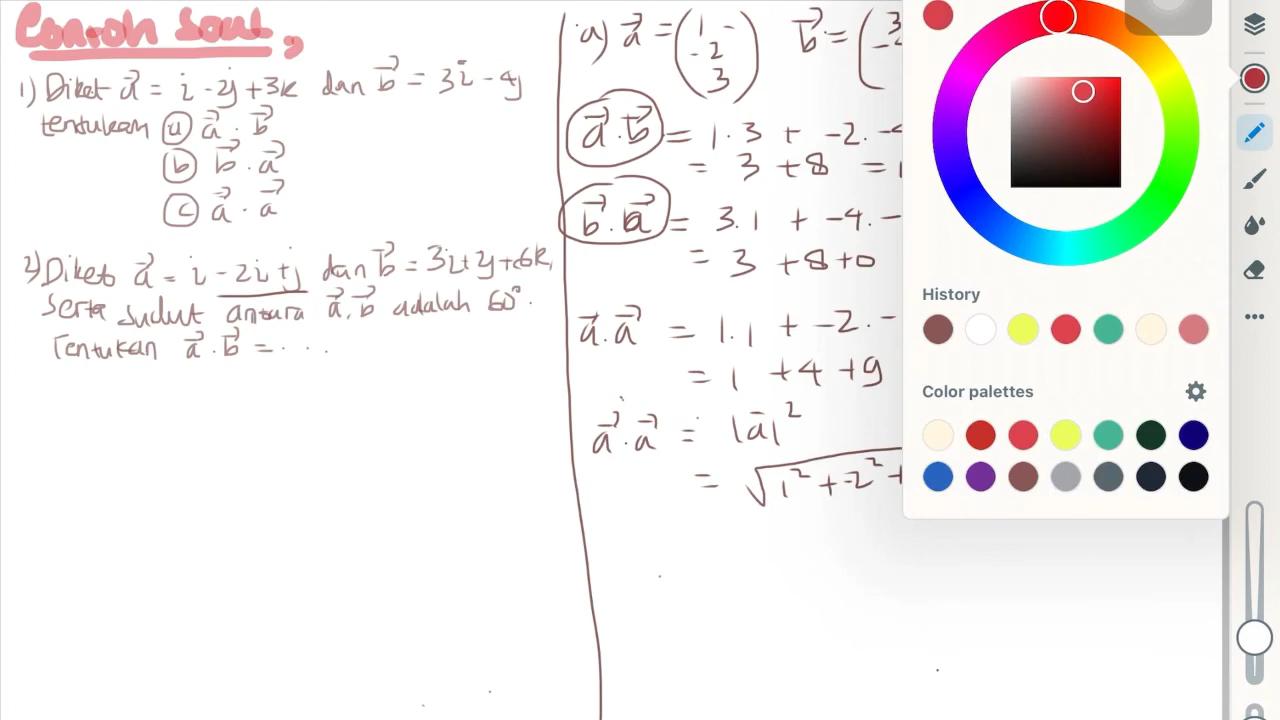 Contoh Soal,
1) Diket a⃗ = i - 2j + 3k dan b⃗ = 3i - 4j
tentukan (a) a⃗ . b⃗
(b) b⃗ . a⃗
(c) a⃗ . a⃗
2) Diket a⃗ = i - 2i + j dan b⃗ = 3i + 2j + 6k,
Serta sudut antara a⃗, b⃗ adalah 60°.
Tentukan a⃗ . b⃗ = ....
a) a⃗ = (1 -2 3) b⃗ = (3
a⃗ . b⃗ = 1 . 3 + -2 . -4
= 3 + 8 =
b⃗ . a⃗ = 3.1 + -4 . -
= 3 + 8 + 0
a⃗ . a⃗ = 1.1 + -2 . -
= 1 + 4 + 9
a⃗ . a⃗ = |a⃗|²
= √1² + -2² +
History
Color palettes